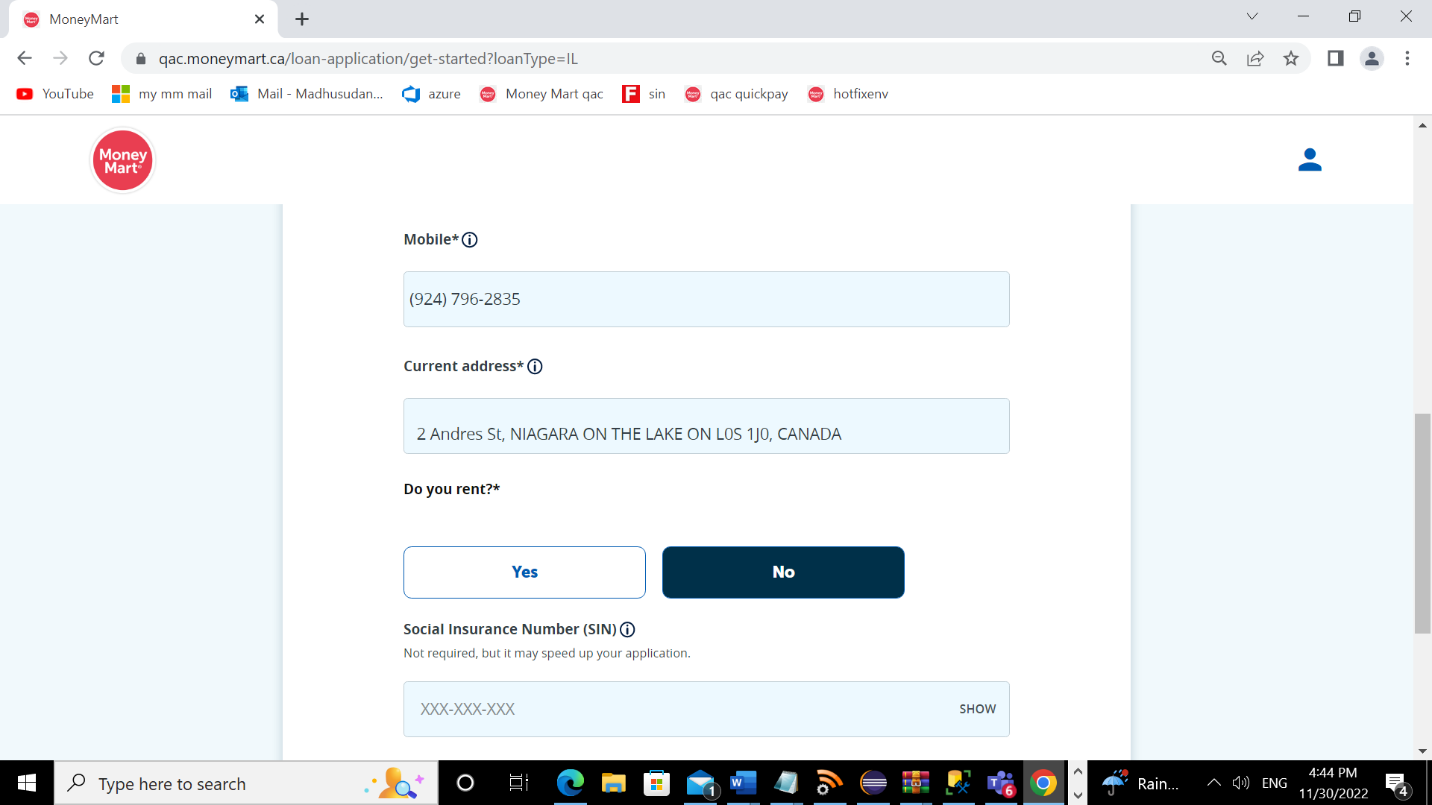 MoneyMart
qac.moneymart.ca/loan-application/get-started?loanType=IL
YouTube my mm mail Mail - Madhusudan... azure Money Mart qac sin qac quickpay hotfixenv
Money
Mart
Mobile*
(924) 796-2835
Current address*
2 Andres St, NIAGARA ON THE LAKE ON L0S 1J0, CANADA
Do you rent?*
Yes No
Social Insurance Number (SIN)
Not required, but it may speed up your application.
XXX-XXX-XXX SHOW
Type here to search 1 6 Rain... ENG 4:44 PM 4
11/30/2022